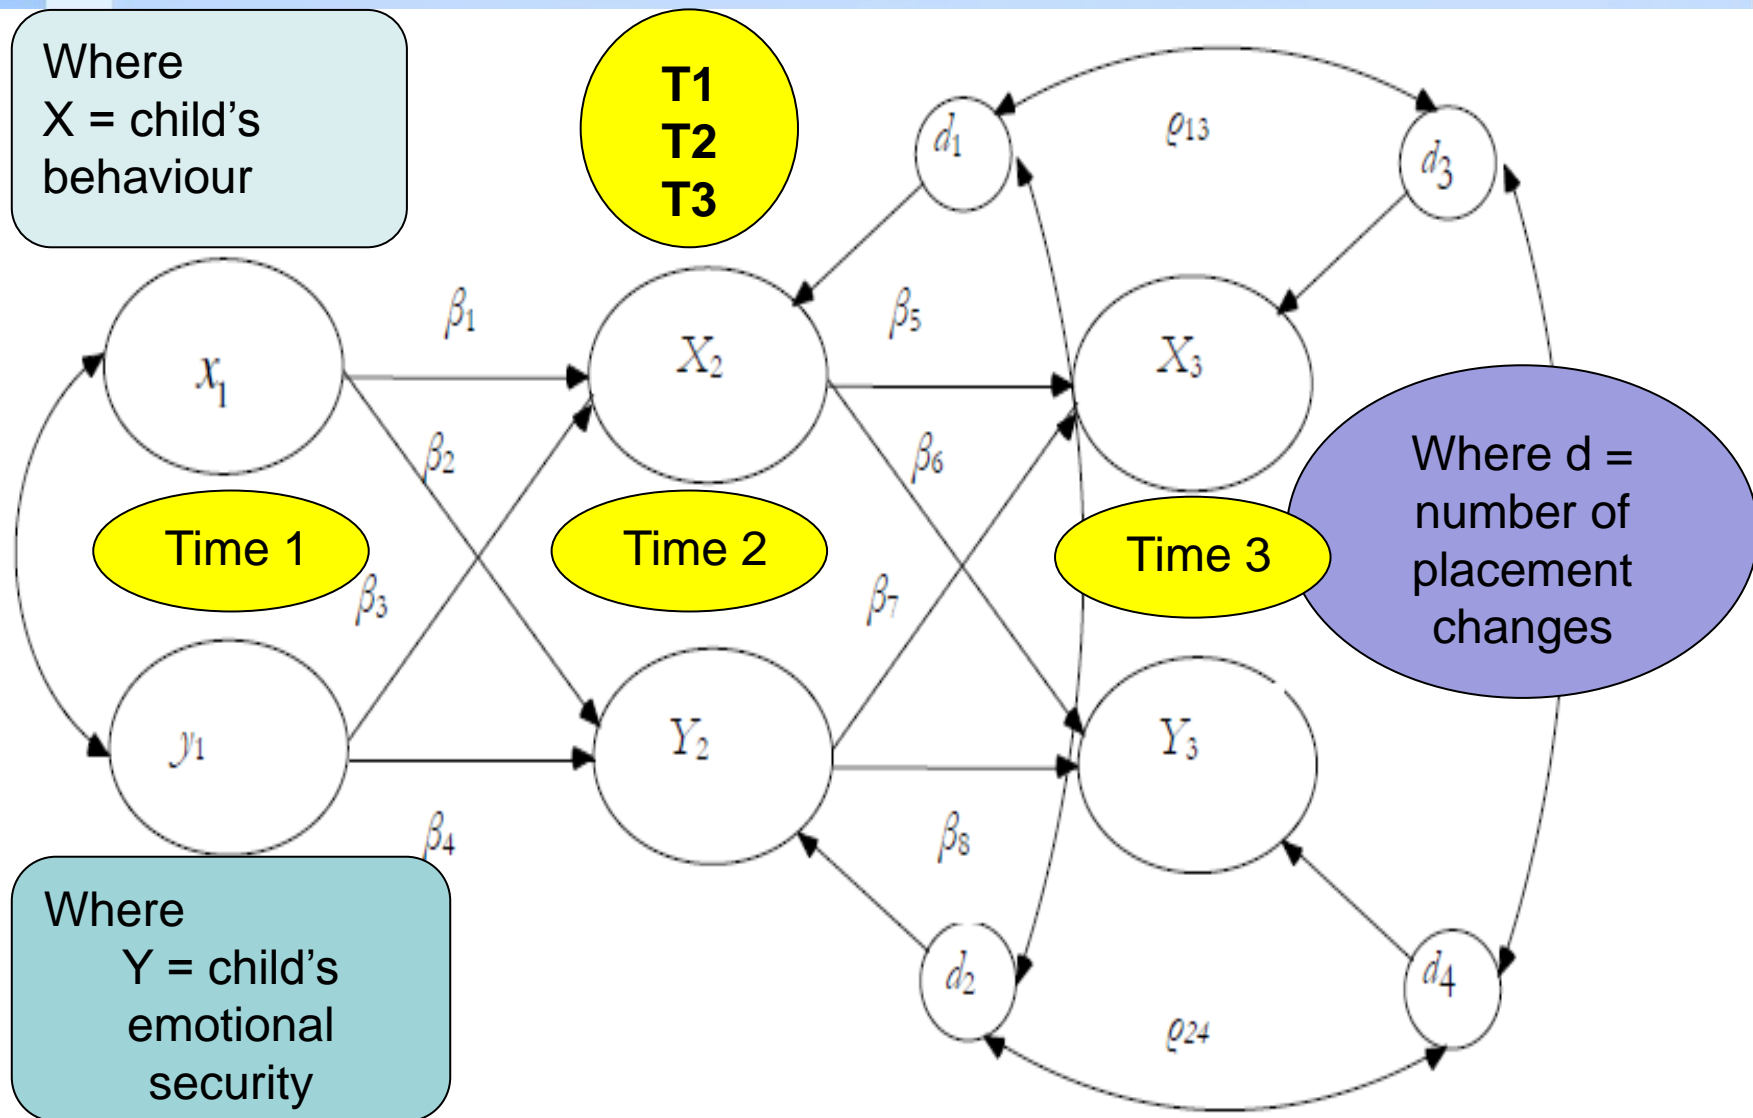 Where
X = child’s
behaviour
T1
T2
T3
d1
ϱ13
d3
β1
β5
x1
X2
X3
β2
β6
Where d =
number of
placement
changes
Time 1
Time 2
Time 3
β3
β7
y1
Y2
Y3
β4
β8
Where
Y = child’s
emotional
security
d2
d4
ϱ24